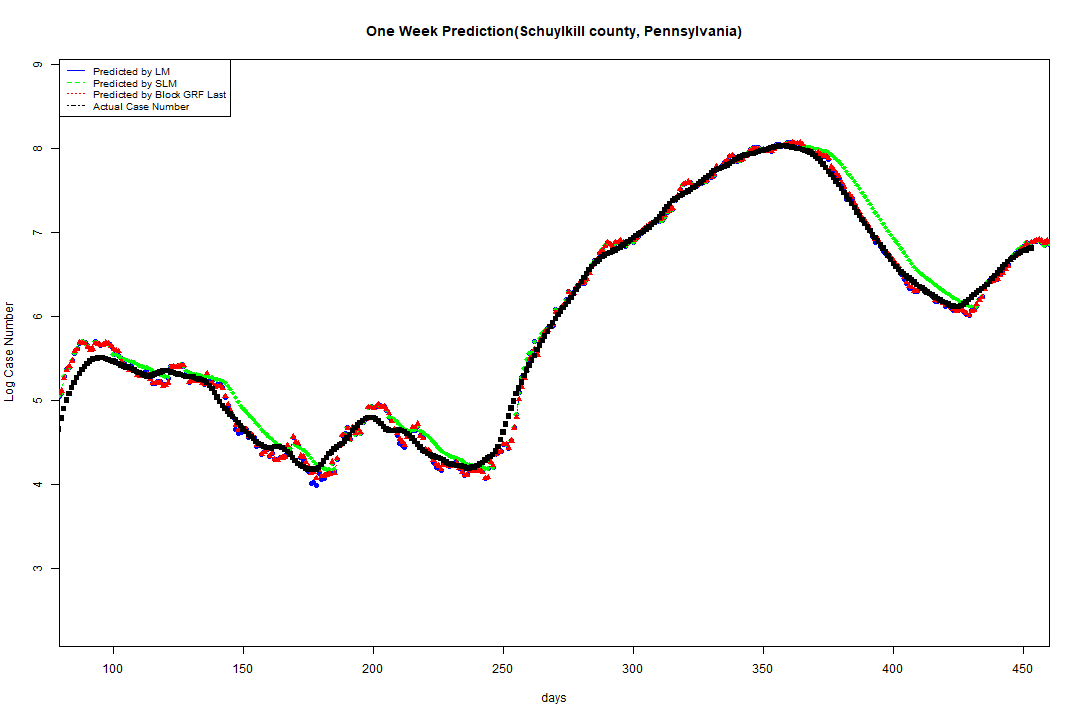 One Week Prediction(Schuylkill county, Pennsylvania)
Predicted by LM
Predicted by SLM
Predicted by Block GRF Last
Actual Case Number
9
8
7
6
5
4
3
Log Case Number
100 150 200 250 300 350 400 450
days